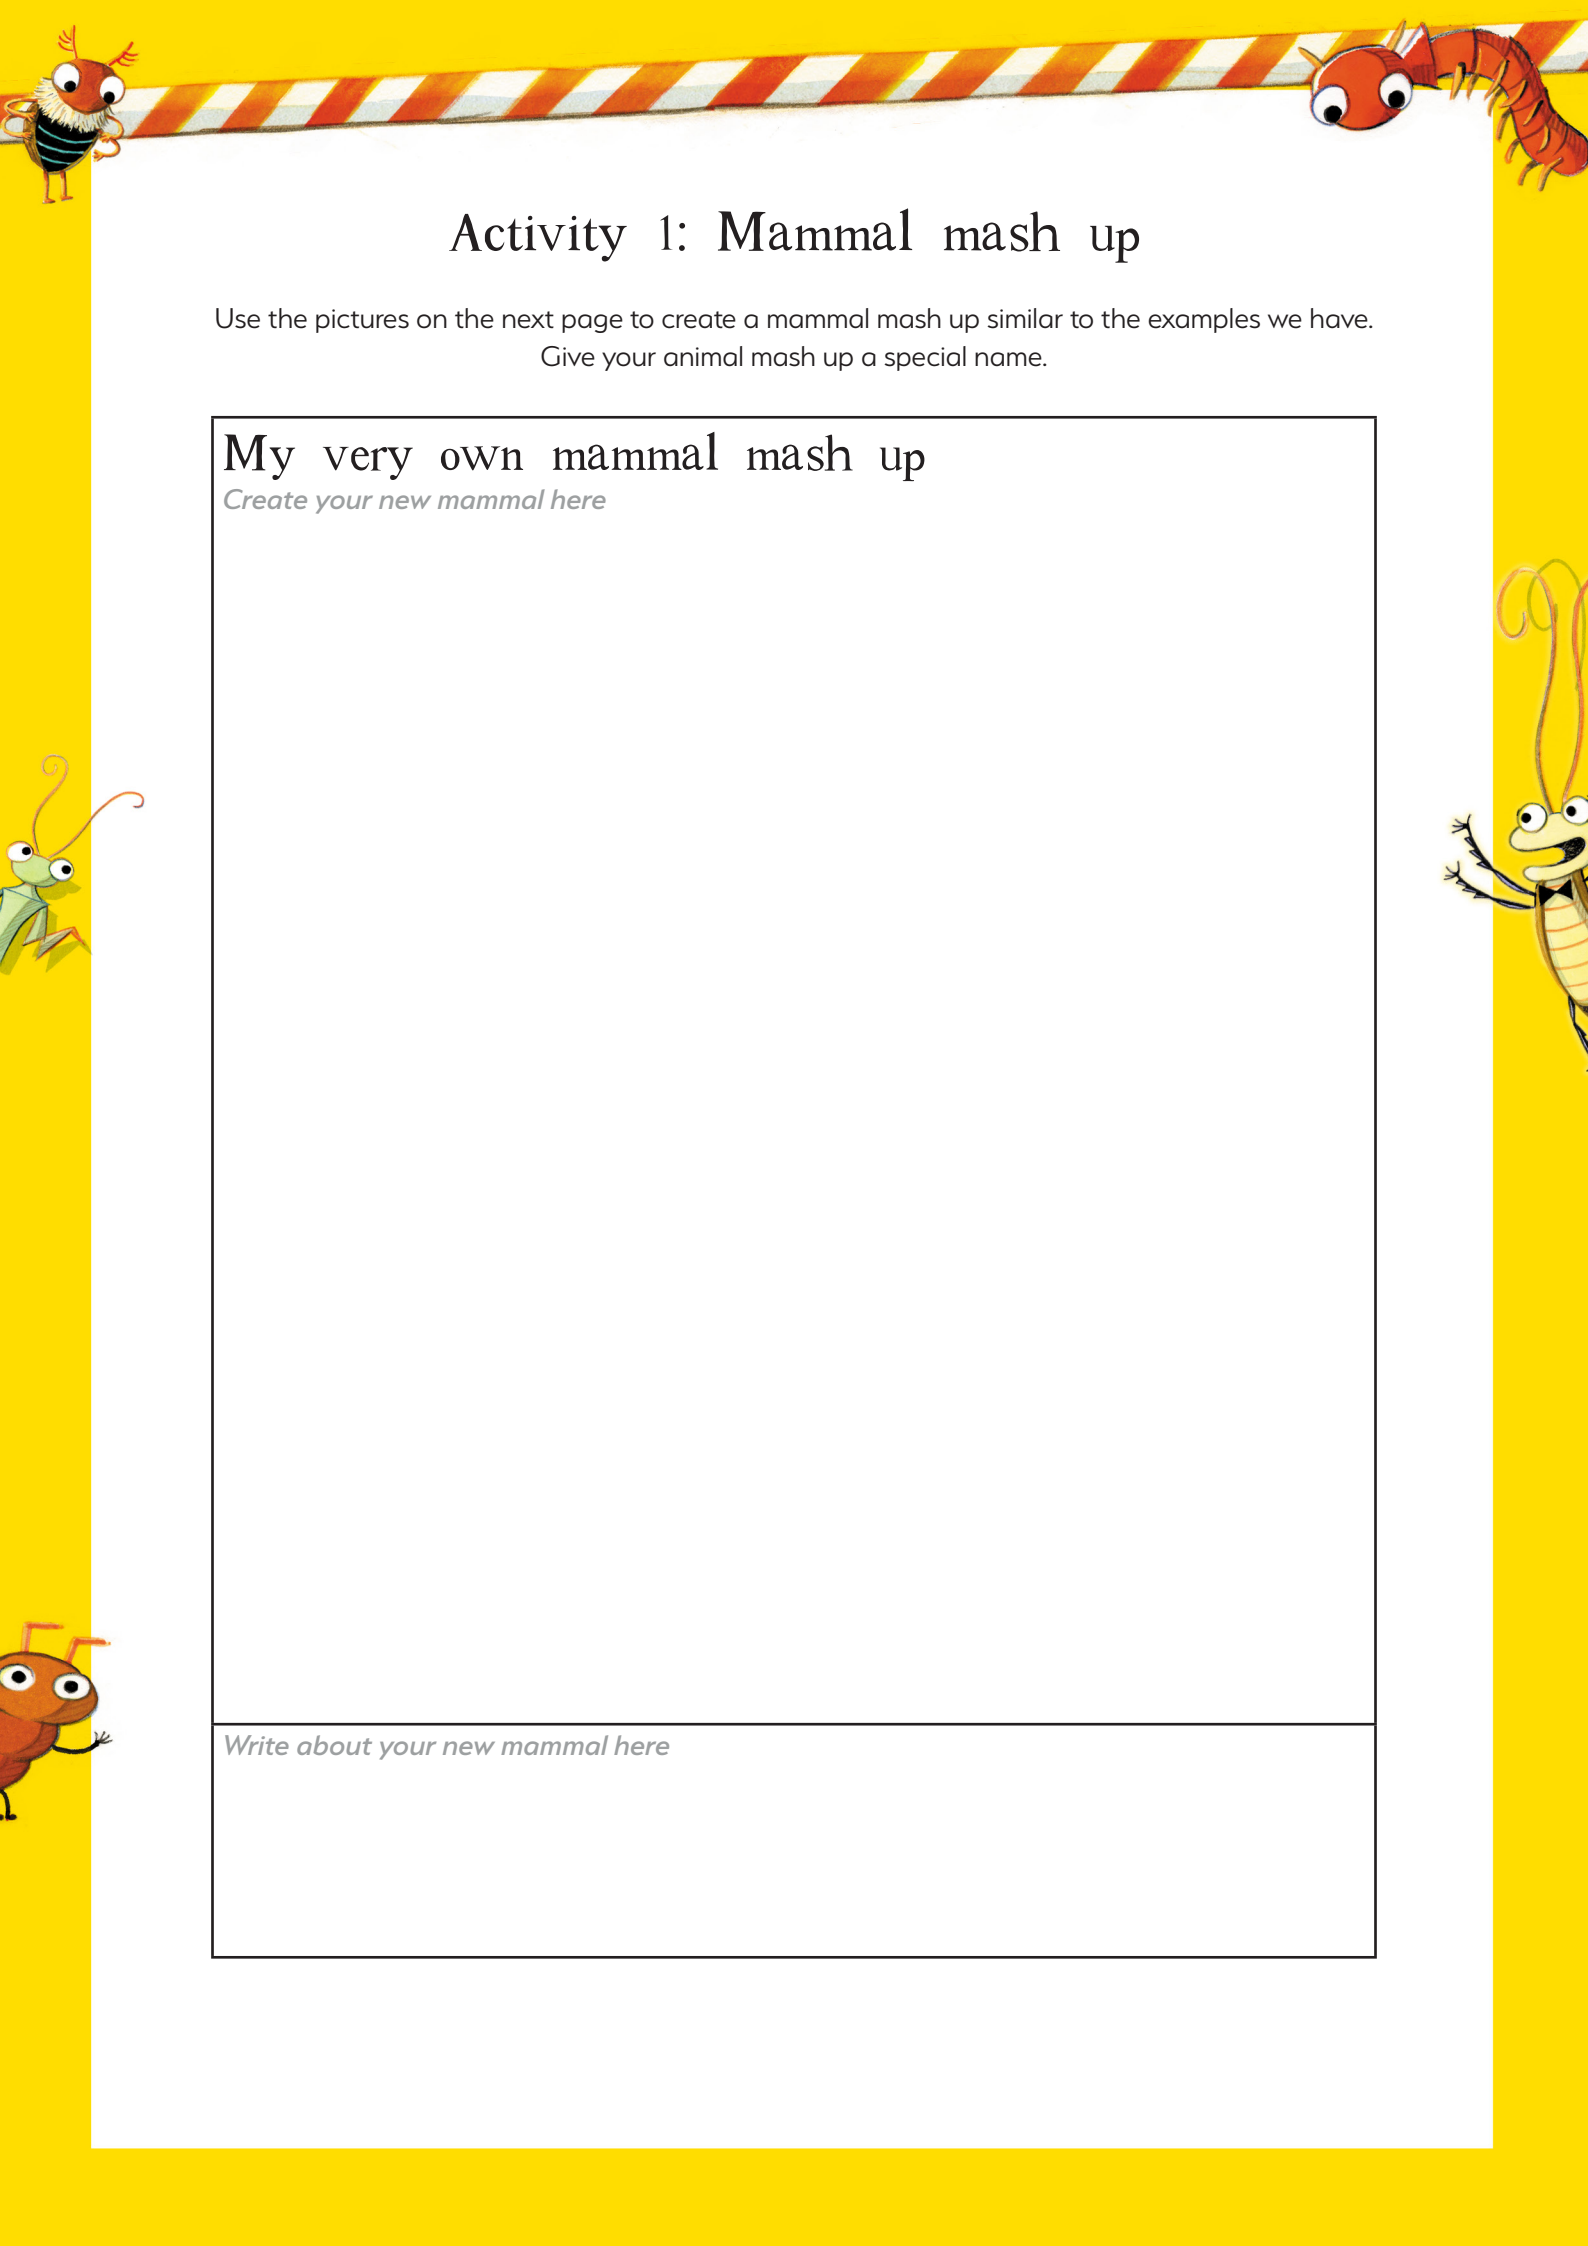 Activity 1: Mammal mash up
Use the pictures on the next page to create a mammal mash up similar to the examples we have.
Give your animal mash up a special name.
My very own mammal mash up
Create your new mammal here
Write about your new mammal here